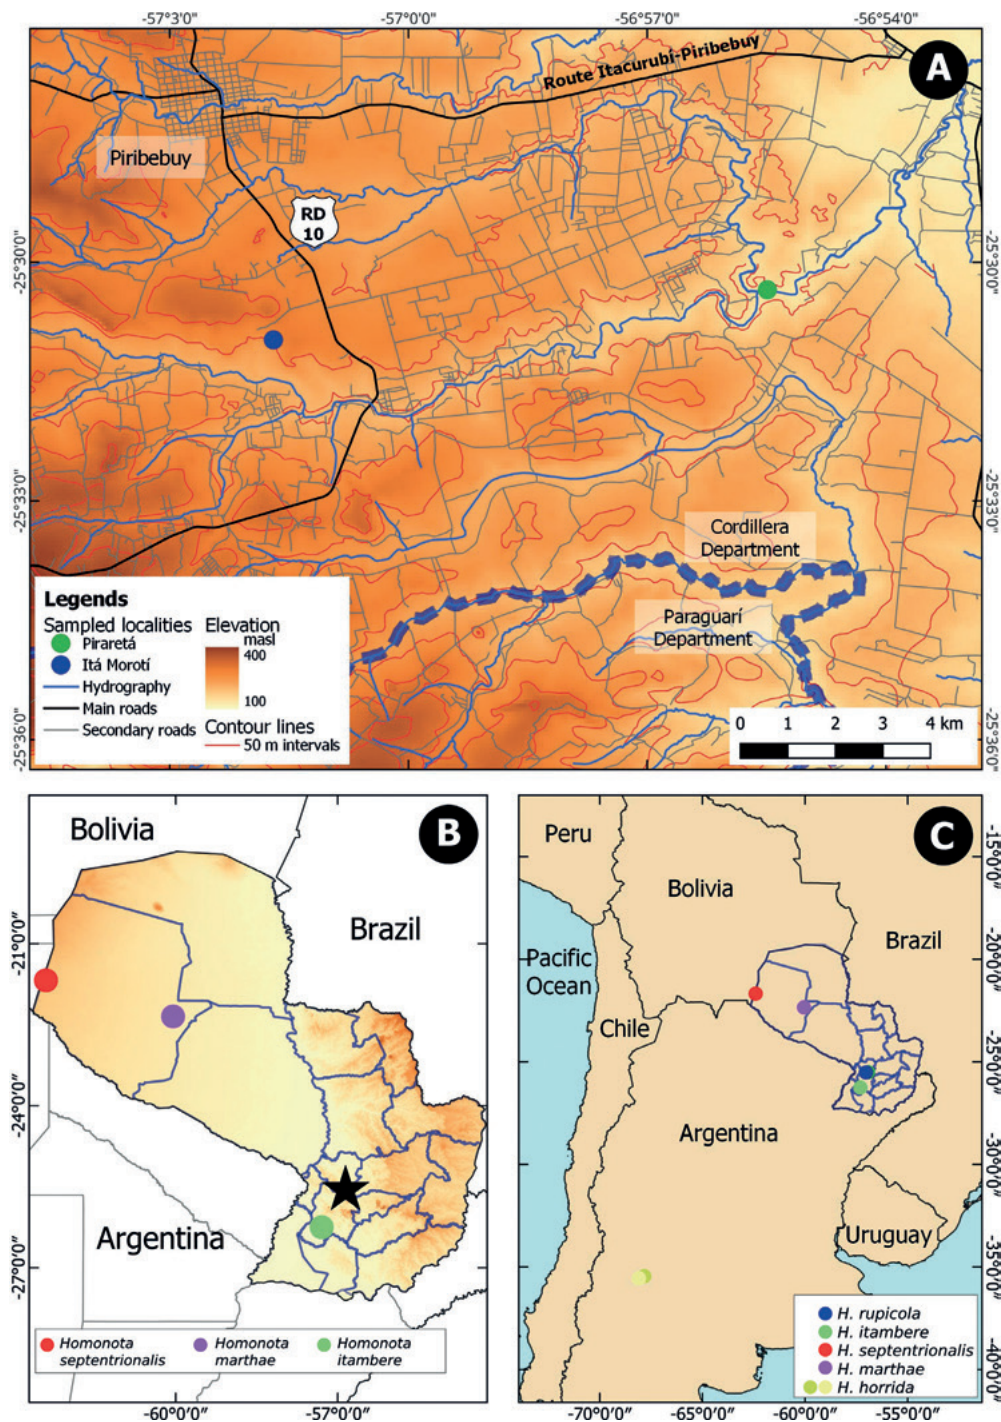 -57°3'0"
-57°0'0"
-56°57'0"
-56°54'0"
A
Route Itacurubí-Piribebuy
Piribebuy
RD
10
-25°30'0"
-25°30'0"
-25°33'0"
-25°33'0"
Cordillera
Department
Paraguarí
Department
-25°36'0"
-25°36'0"
Legends
Sampled localities
Piraretá
Itá Morotí
Hydrography
Main roads
Secondary roads
Elevation
masl
400
100
Contour lines
50 m intervals
0 1 2 3 4 km
B
Bolivia
Brazil
Argentina
-21°0'0"
-24°0'0"
-27°0'0"
Homonota
septentrionalis
Homonota
marthae
Homonota
itambere
-60°0'0"
-57°0'0"
C
Peru
Bolivia
Brazil
Pacific
Ocean
Chile
Argentina
Uruguay
-15°0'0"
-20°0'0"
-25°0'0"
-30°0'0"
-35°0'0"
-40°0'0"
H. rupicola
H. itambere
H. septentrionalis
H. marthae
H. horrida
-70°0'0"
-65°0'0"
-60°0'0"
-55°0'0"